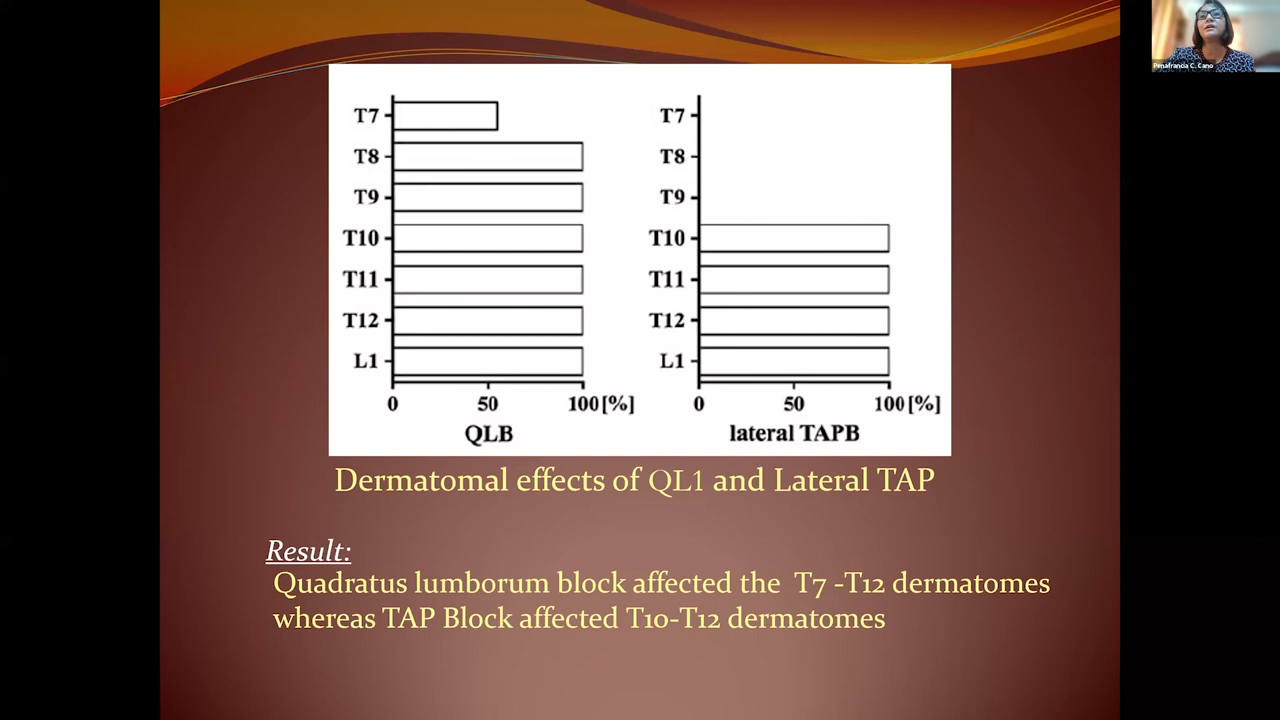 T7
T8
T9
T10
T11
T12
L1
0 50 100[%]
QLB
T7
T8
T9
T10
T11
T12
L1
0 50 100[%]
lateral TAPB
Dermatomal effects of QL1 and Lateral TAP
Result:
Quadratus lumborum block affected the T7 -T12 dermatomes
whereas TAP Block affected T10-T12 dermatomes
Penafrancia C. Cano